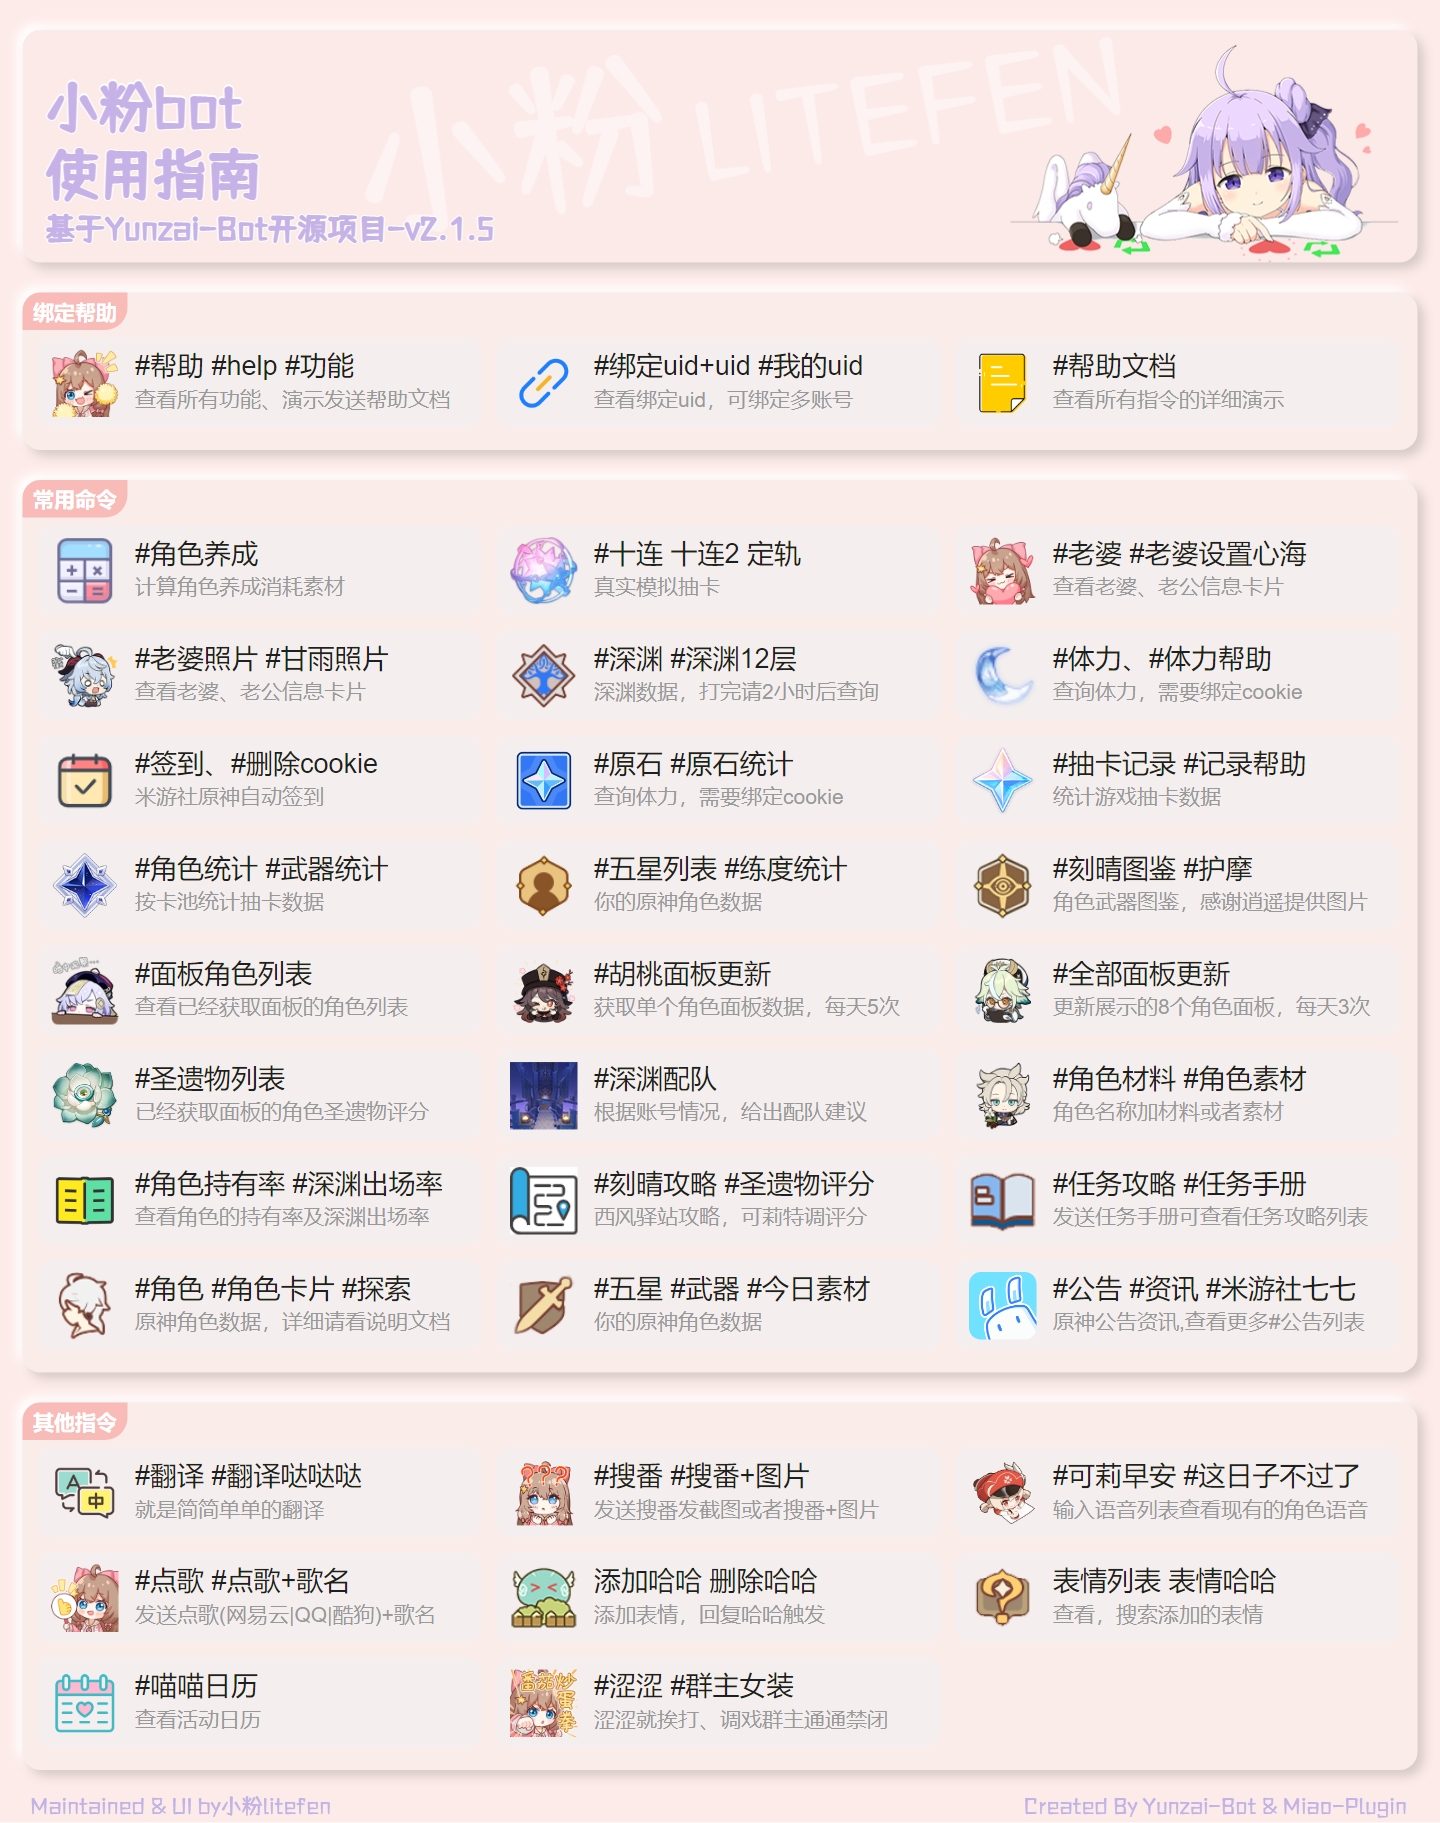 小粉 LITEFEN
小粉bot
使用指南
基于Yunzai-Bot开源项目-v2.1.5
绑定帮助
#帮助 #help #功能
查看所有功能、演示发送帮助文档
#绑定uid+uid #我的uid
查看绑定uid，可绑定多账号
#帮助文档
查看所有指令的详细演示
常用命令
#角色养成
计算角色养成消耗素材
#十连 十连2 定轨
真实模拟抽卡
#老婆 #老婆设置心海
查看老婆、老公信息卡片
#老婆照片 #甘雨照片
查看老婆、老公信息卡片
#深渊 #深渊12层
深渊数据，打完请2小时后查询
#体力、#体力帮助
查询体力，需要绑定cookie
#签到、#删除cookie
米游社原神自动签到
#原石 #原石统计
查询体力，需要绑定cookie
#抽卡记录 #记录帮助
统计游戏抽卡数据
#角色统计 #武器统计
按卡池统计抽卡数据
#五星列表 #练度统计
你的原神角色数据
#刻晴图鉴 #护摩
角色武器图鉴，感谢逍遥提供图片
#面板角色列表
查看已经获取面板的角色列表
#胡桃面板更新
获取单个角色面板数据，每天5次
#全部面板更新
更新展示的8个角色面板，每天3次
#圣遗物列表
已经获取面板的角色圣遗物评分
#深渊配队
根据账号情况，给出配队建议
#角色材料 #角色素材
角色名称加材料或者素材
#角色持有率 #深渊出场率
查看角色的持有率及深渊出场率
#刻晴攻略 #圣遗物评分
西风驿站攻略，可莉特调评分
#任务攻略 #任务手册
发送任务手册可查看任务攻略列表
#角色 #角色卡片 #探索
原神角色数据，详细请看说明文档
#五星 #武器 #今日素材
你的原神角色数据
#公告 #资讯 #米游社七七
原神公告资讯,查看更多#公告列表
其他指令
#翻译 #翻译哒哒哒
就是简简单单的翻译
#搜番 #搜番+图片
发送搜番发截图或者搜番+图片
#可莉早安 #这日子不过了
输入语音列表查看现有的角色语音
#点歌 #点歌+歌名
发送点歌(网易云|QQ|酷狗)+歌名
添加哈哈 删除哈哈
添加表情，回复哈哈触发
表情列表 表情哈哈
查看，搜索添加的表情
#喵喵日历
查看活动日历
番茄炒
蛋拳
#涩涩 #群主女装
涩涩就挨打、调戏群主通通禁闭
Maintained & UI by小粉litefen
Created By Yunzai-Bot & Miao-Plugin